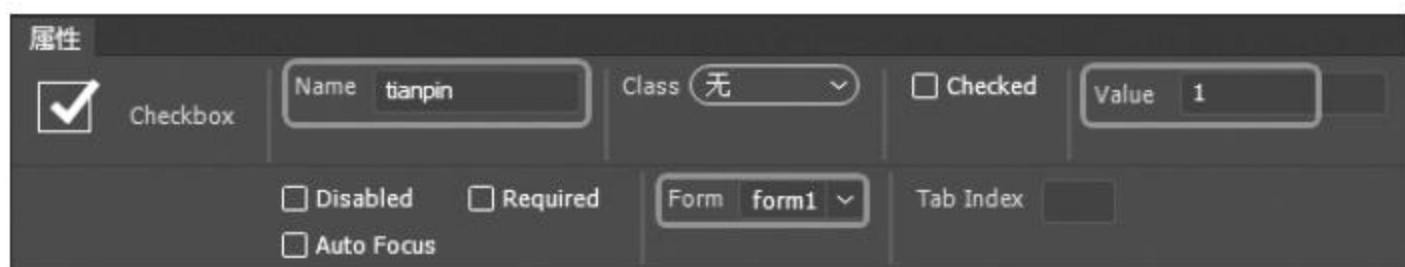 属性
Checkbox
Name tianpin
Class 无
Checked
Value 1
Disabled
Required
Form form1
Tab Index
Auto Focus